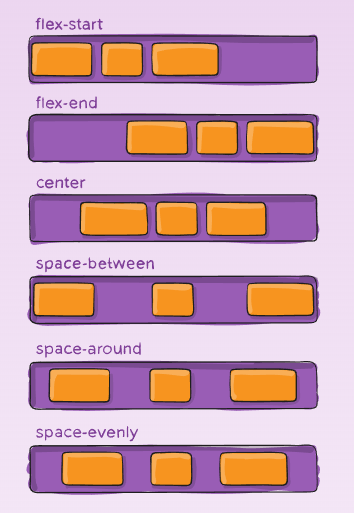 flex-start
flex-end
center
space-between
space-around
space-evenly